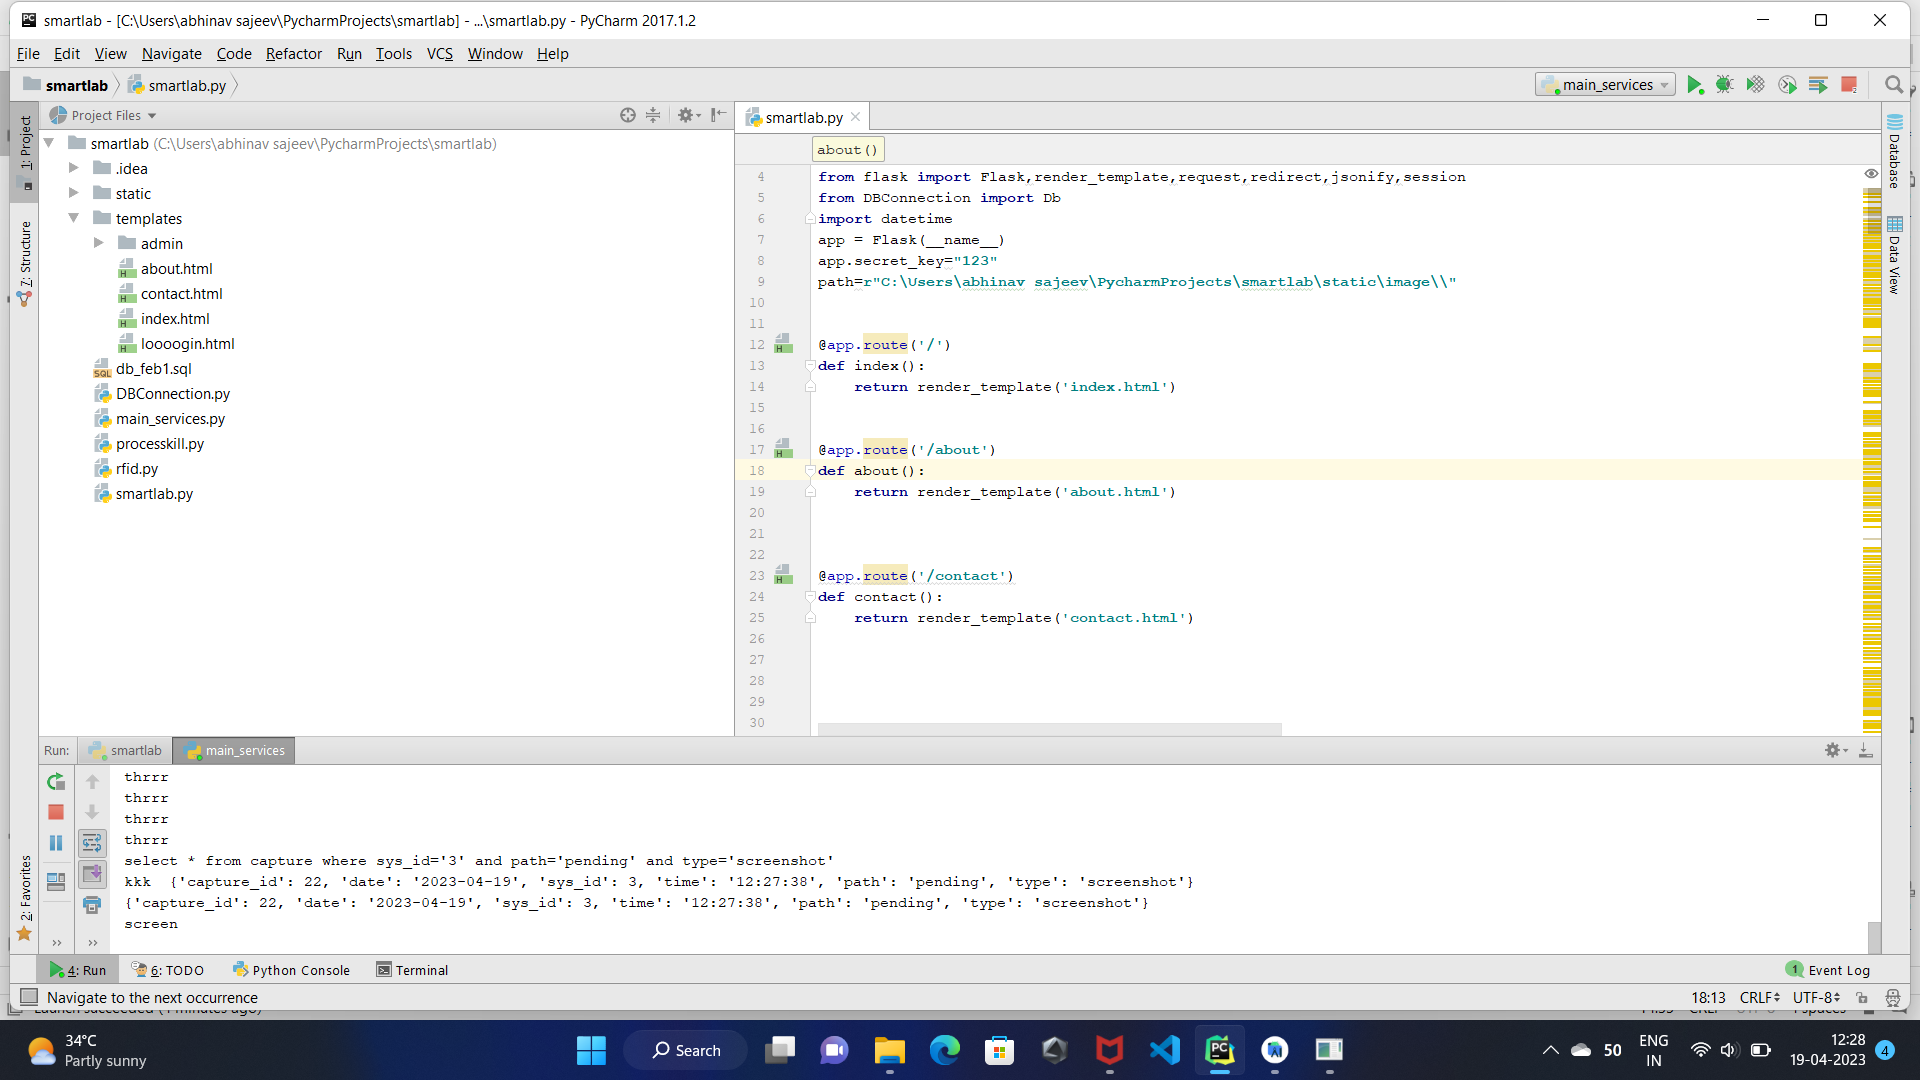 smartlab - [C:\Users\abhinav sajeev\PycharmProjects\smartlab] - ...\smartlab.py - PyCharm 2017.1.2
File Edit View Navigate Code Refactor Run Tools VCS Window Help
smartlab smartlab.py main_services
Project Files
smartlab.py
1: Project
7: Structure
2: Favorites
smartlab (C:\Users\abhinav sajeev\PycharmProjects\smartlab)
.idea
static
templates
admin
about.html
contact.html
index.html
loooogin.html
db_feb1.sql
DBConnection.py
main_services.py
processkill.py
rfid.py
smartlab.py
about()
4 from flask import Flask,render_template,request,redirect,jsonify,session
5 from DBConnection import Db
6 import datetime
7 app = Flask(__name__)
8 app.secret_key="123"
9 path=r"C:\Users\abhinav sajeev\PycharmProjects\smartlab\static\image\\"
10
11
12 @app.route('/')
13 def index():
14 return render_template('index.html')
15
16
17 @app.route('/about')
18 def about():
19 return render_template('about.html')
20
21
22
23 @app.route('/contact')
24 def contact():
25 return render_template('contact.html')
26
27
28
29
30
Database
Data View
Run: smartlab main_services
thrrr
thrrr
thrrr
thrrr
select * from capture where sys_id='3' and path='pending' and type='screenshot'
kkk {'capture_id': 22, 'date': '2023-04-19', 'sys_id': 3, 'time': '12:27:38', 'path': 'pending', 'type': 'screenshot'}
{'capture_id': 22, 'date': '2023-04-19', 'sys_id': 3, 'time': '12:27:38', 'path': 'pending', 'type': 'screenshot'}
screen
4: Run 6: TODO Python Console Terminal 1 Event Log
Navigate to the next occurrence 18:13 CRLF UTF-8
34°C
Partly sunny
Search
50
ENG
IN
12:28
19-04-2023
4